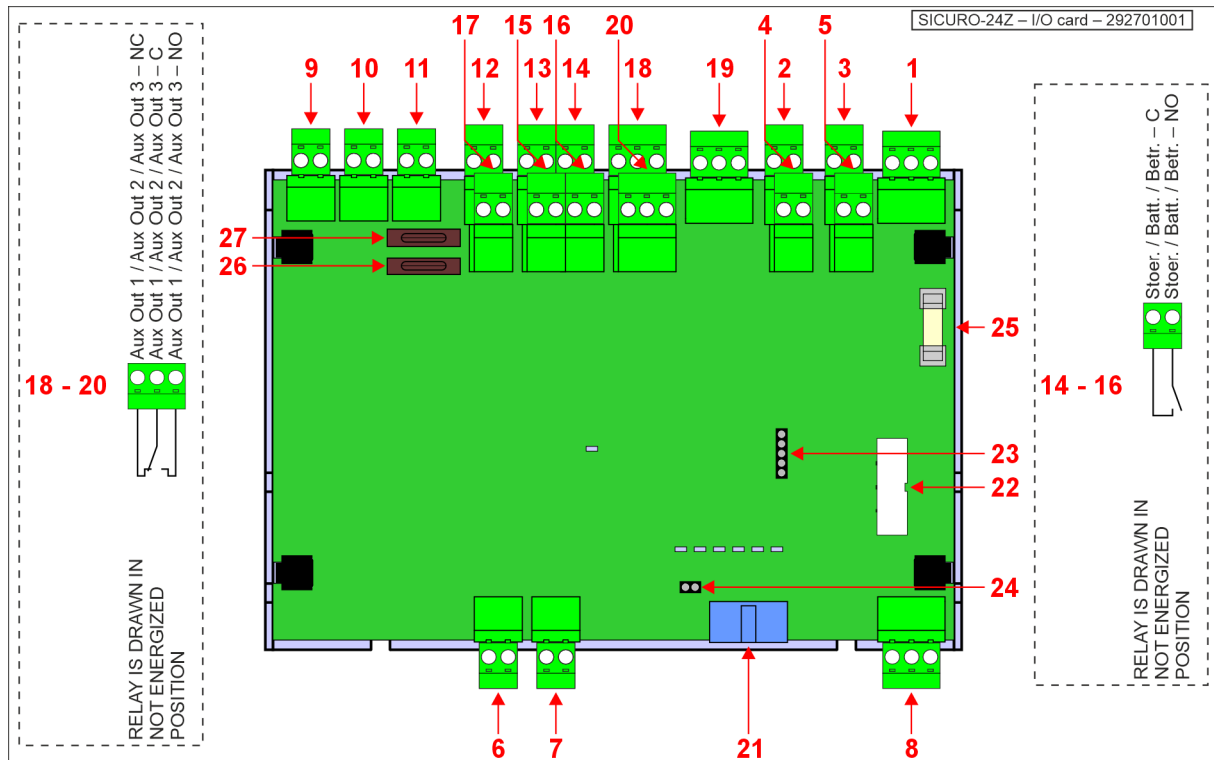 SICURO-24Z – I/O card – 292701001
17
15
16
20
4
5
9
10
11
12
13
14
18
19
2
3
1
27
26
25
23
22
24
6
7
21
8
18 - 20
Aux Out 1 / Aux Out 2 / Aux Out 3 – NC
Aux Out 1 / Aux Out 2 / Aux Out 3 – C
Aux Out 1 / Aux Out 2 / Aux Out 3 – NO
RELAY IS DRAWN IN
NOT ENERGIZED
POSITION
14 - 16
Stoer. / Batt. / Betr. – C
Stoer. / Batt. / Betr. – NO
RELAY IS DRAWN IN
NOT ENERGIZED
POSITION